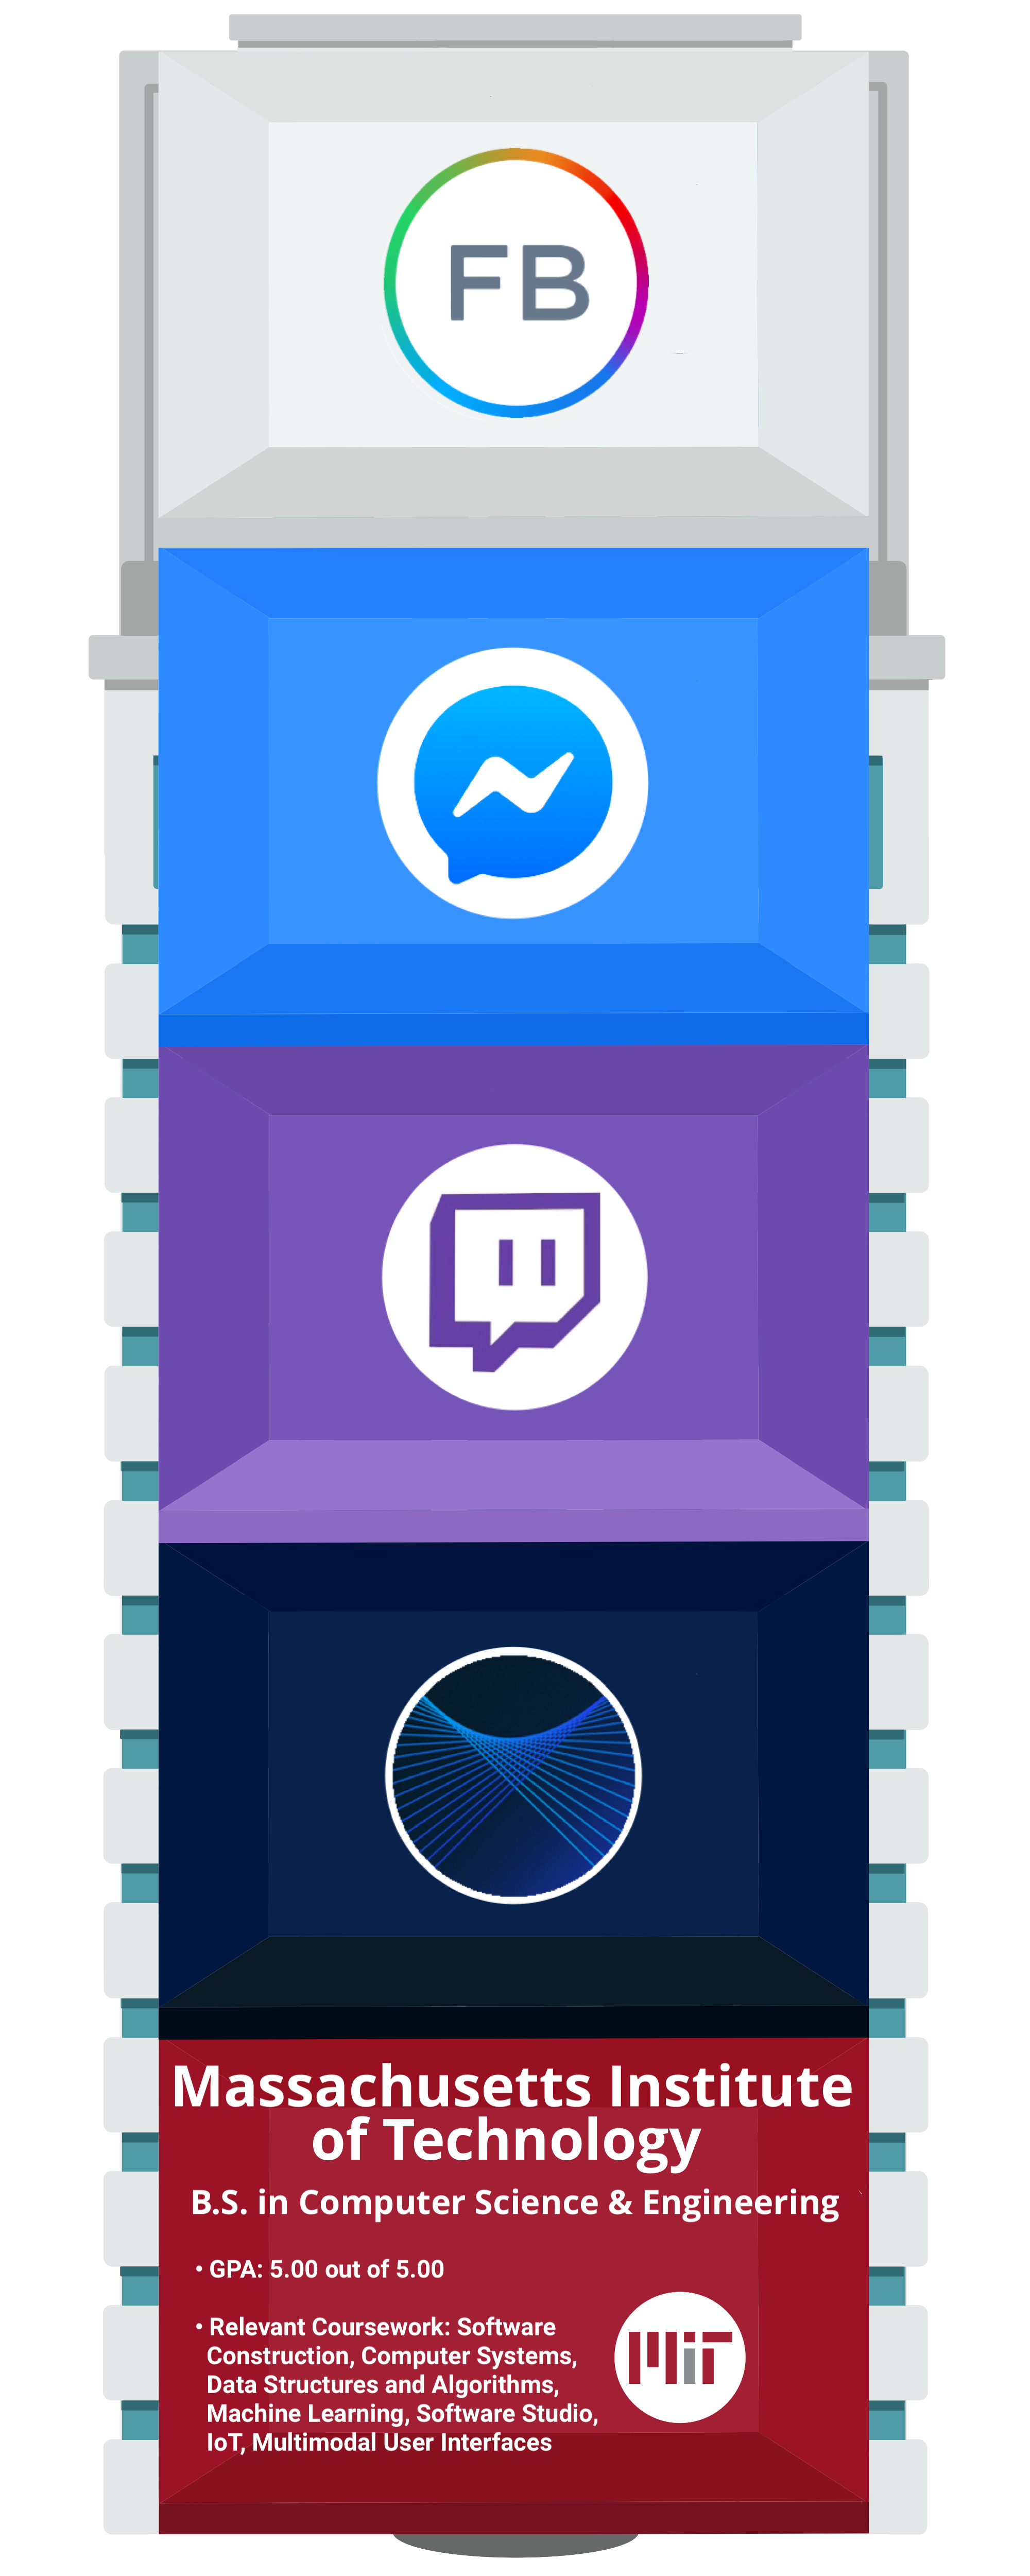 FB
Massachusetts Institute
of Technology
B.S. in Computer Science & Engineering
• GPA: 5.00 out of 5.00
• Relevant Coursework: Software
Construction, Computer Systems,
Data Structures and Algorithms,
Machine Learning, Software Studio,
IoT, Multimodal User Interfaces
MIT